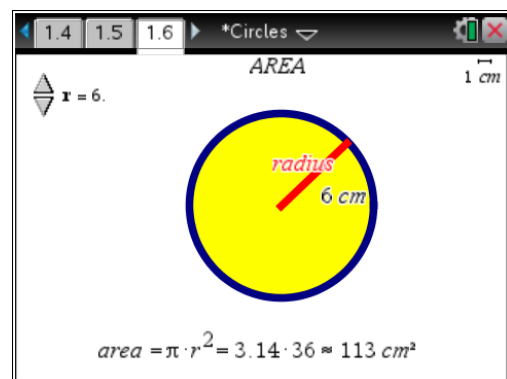 1.4 1.5 1.6 *Circles
AREA
1 cm
r = 6.
radius
6 cm
area = π·r² = 3.14·36 ≈ 113 cm²